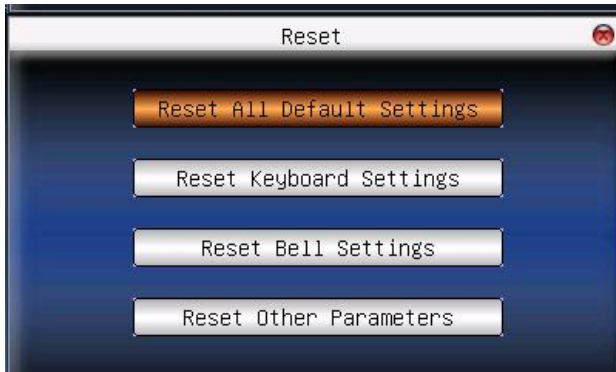 Reset
Reset All Default Settings
Reset Keyboard Settings
Reset Bell Settings
Reset Other Parameters